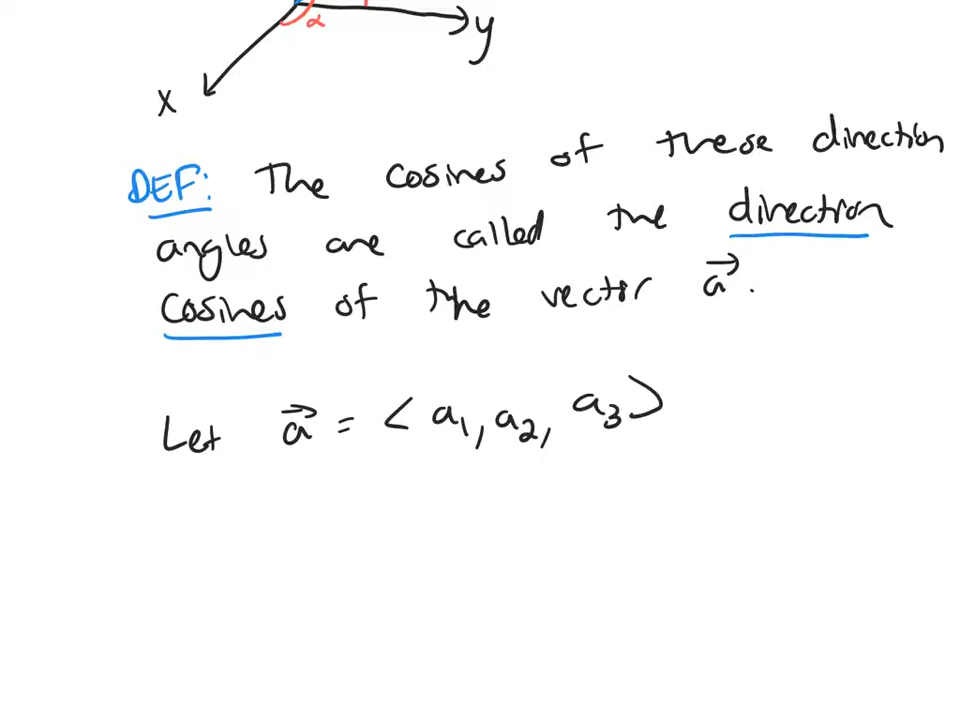 α
y
x
DEF: The cosines of these direction
angles are called the direction
cosines of the vector a⃗.
Let a⃗ = < a₁, a₂, a₃ >